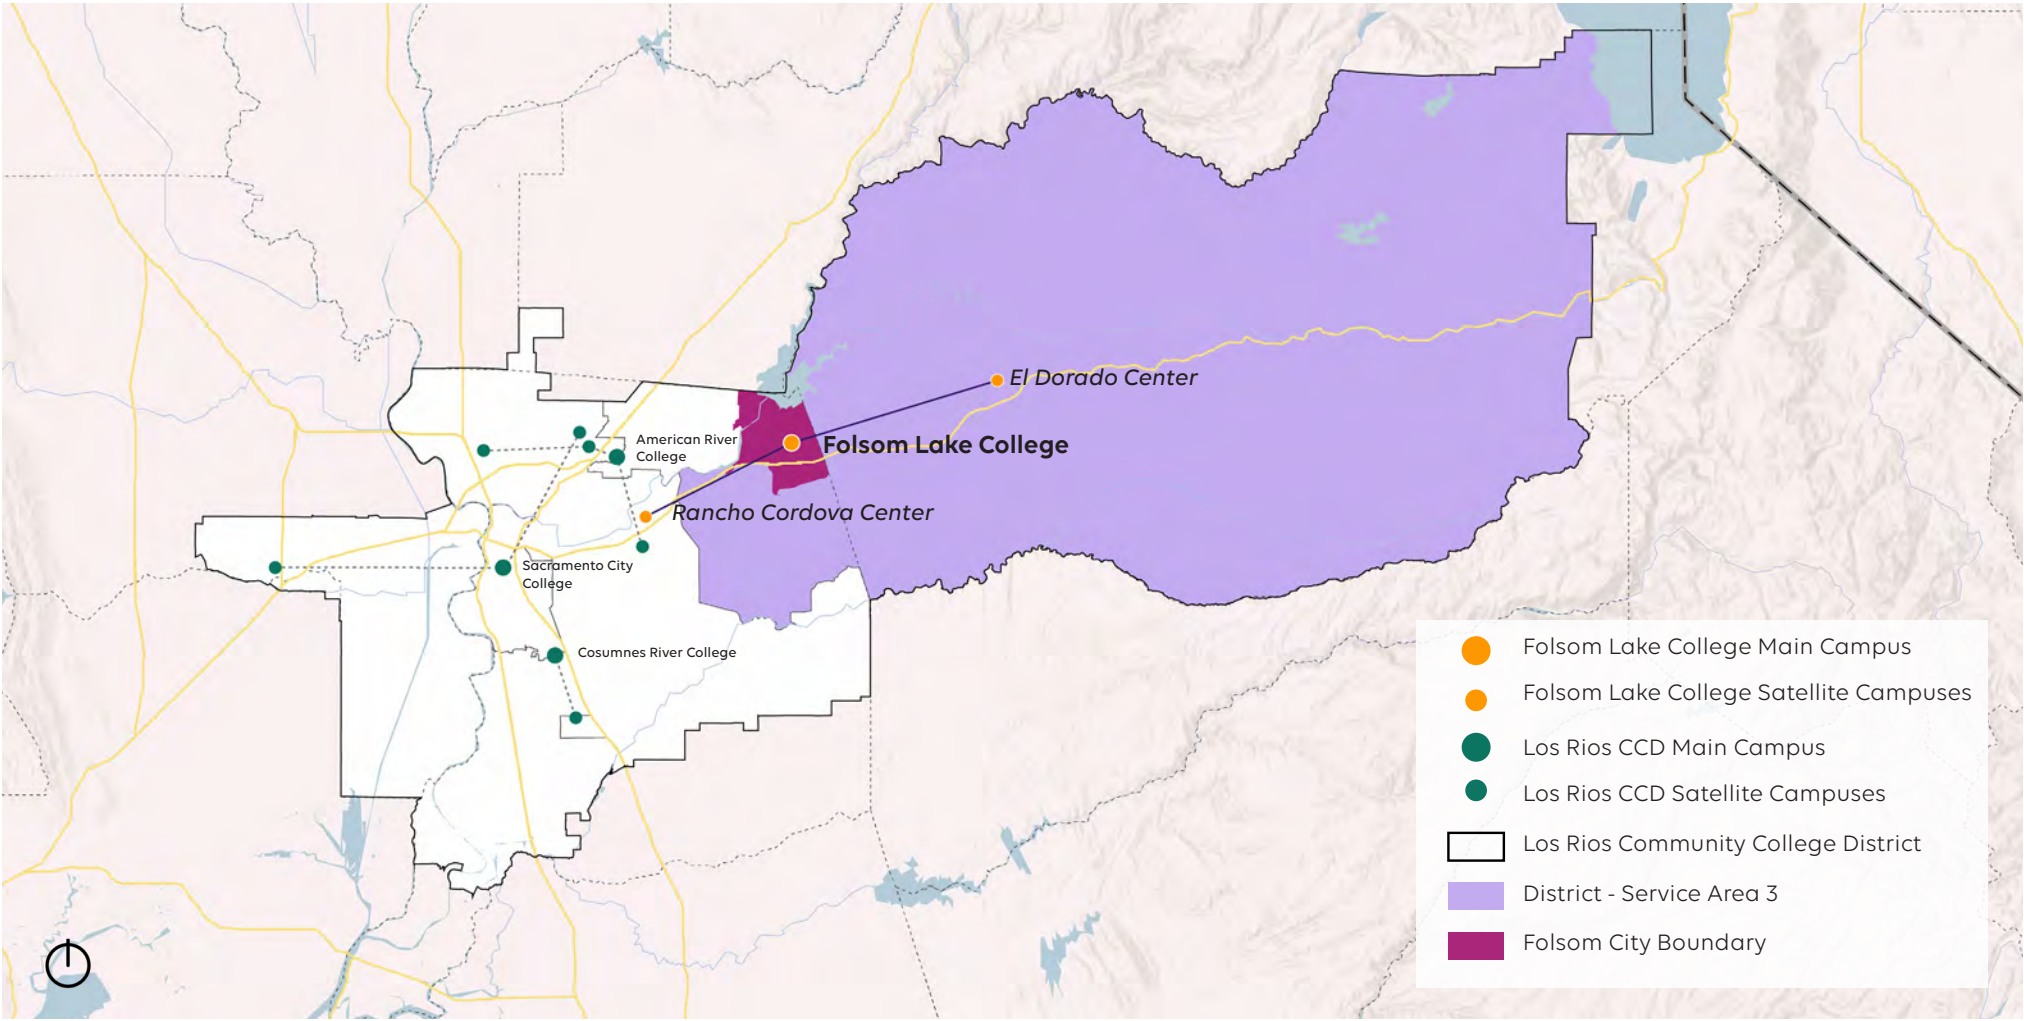 El Dorado Center
American River
College
Folsom Lake College
Rancho Cordova Center
Sacramento City
College
Cosumnes River College
Folsom Lake College Main Campus
Folsom Lake College Satellite Campuses
Los Rios CCD Main Campus
Los Rios CCD Satellite Campuses
Los Rios Community College District
District - Service Area 3
Folsom City Boundary